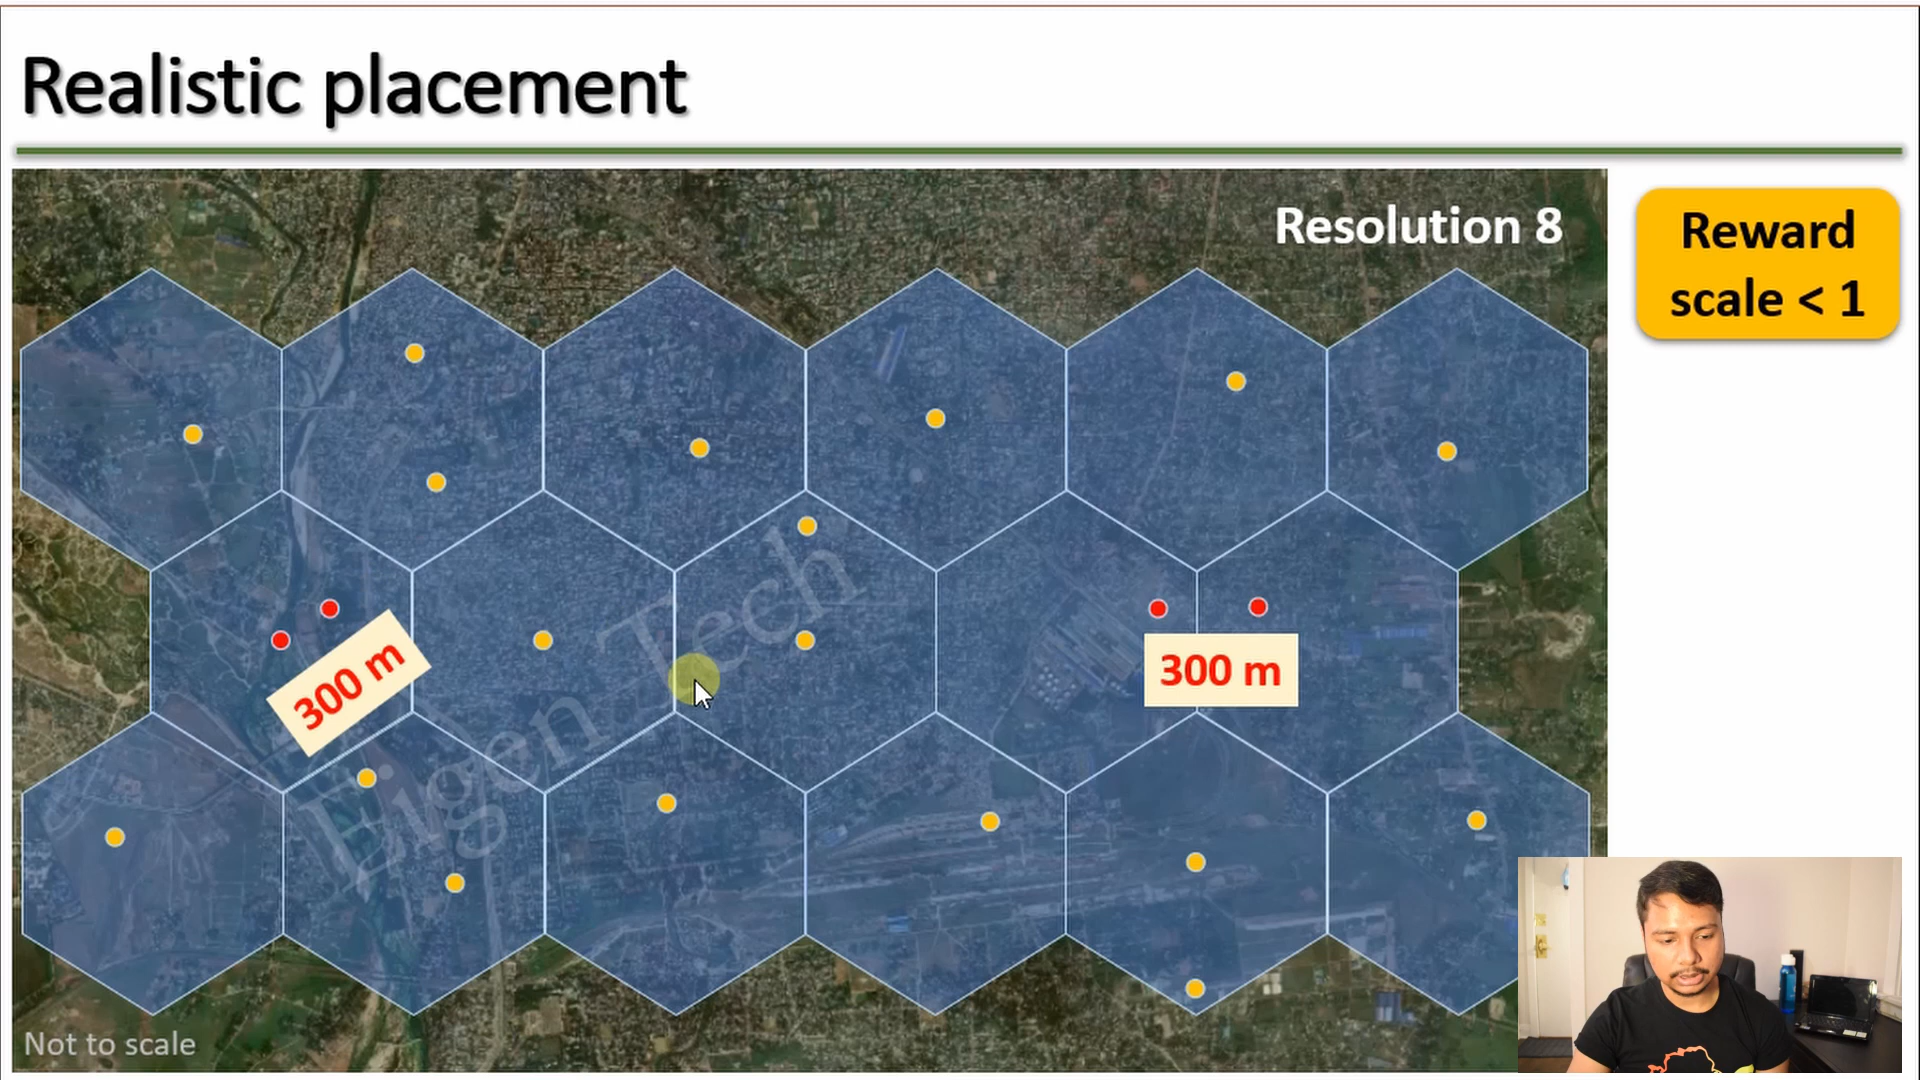 Realistic placement
Resolution 8
Reward
scale < 1
300 m
300 m
Eigen Tech
Not to scale